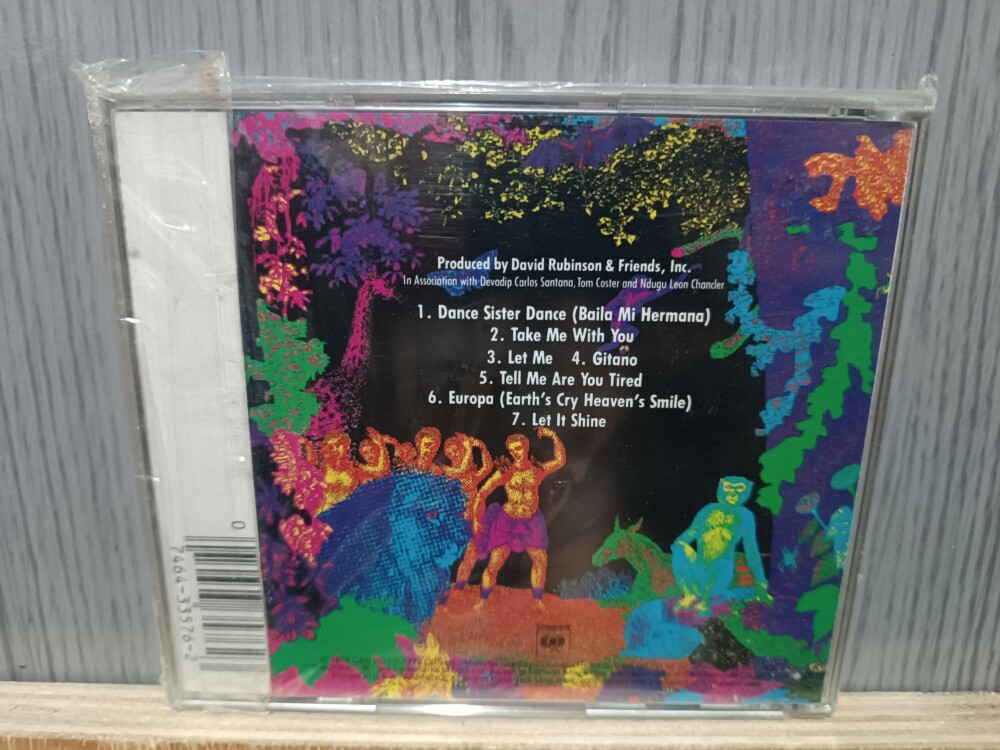 Produced by David Rubinson & Friends, Inc.
In Association with Devadip Carlos Santana, Tom Coster and Ndugu Leon Chancler
1. Dance Sister Dance (Baila Mi Hermana)
2. Take Me With You
3. Let Me 4. Gitano
5. Tell Me Are You Tired
6. Europa (Earth's Cry Heaven's Smile)
7. Let It Shine
0
7464-33576-2